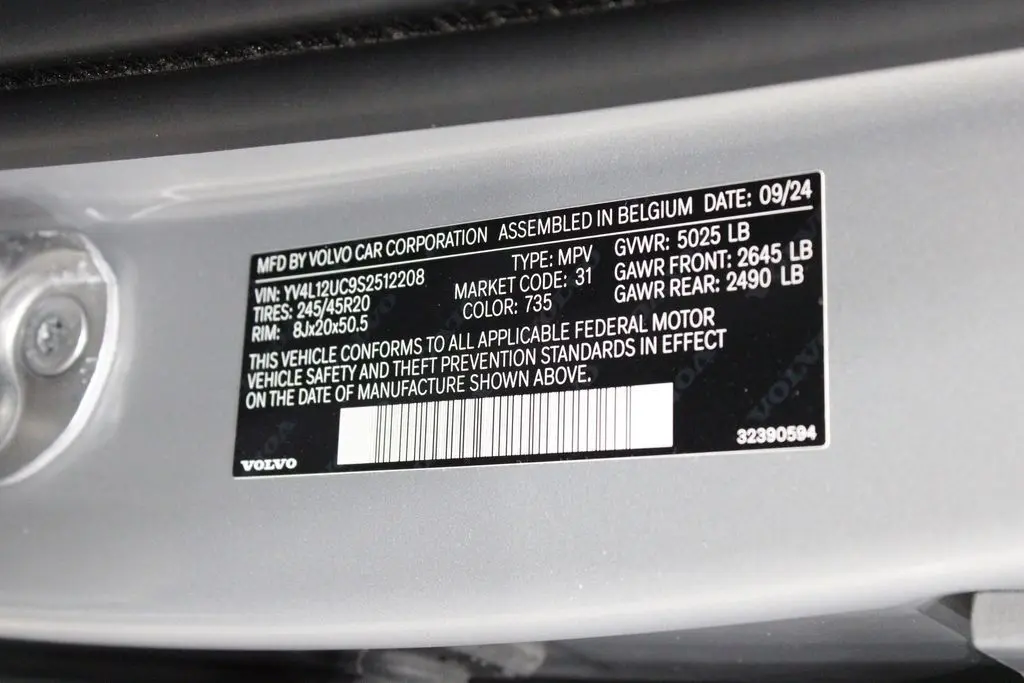 MFD BY VOLVO CAR CORPORATION ASSEMBLED IN BELGIUM DATE: 09/24
VIN: YV4L12UC9S2512208 TYPE: MPV GVWR: 5025 LB
TIRES: 245/45R20 MARKET CODE: 31 GAWR FRONT: 2645 LB
RIM: 8Jx20x50.5 COLOR: 735 GAWR REAR: 2490 LB
THIS VEHICLE CONFORMS TO ALL APPLICABLE FEDERAL MOTOR
VEHICLE SAFETY AND THEFT PREVENTION STANDARDS IN EFFECT
ON THE DATE OF MANUFACTURE SHOWN ABOVE.
VOLVO 32390594